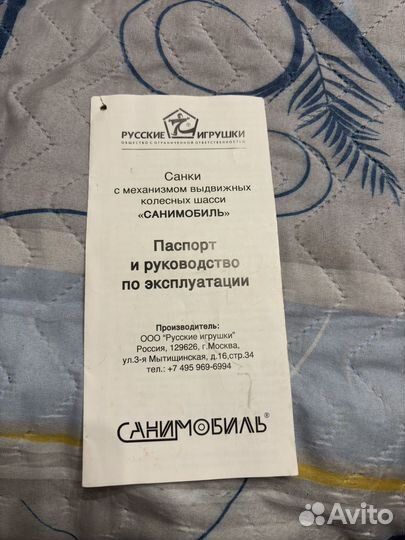 РУССКИЕ ИГРУШКИ
ОБЩЕСТВО С ОГРАНИЧЕННОЙ ОТВЕТСТВЕННОСТЬЮ
Санки
с механизмом выдвижных
колесных шасси
«САНИМОБИЛЬ»
Паспорт
и руководство
по эксплуатации
Производитель:
ООО "Русские игрушки"
Россия, 129626, г.Москва,
ул.3-я Мытищинская, д.16,стр.34
тел.: +7 495 969-6994
САНИМОБИЛЬ®
Avito